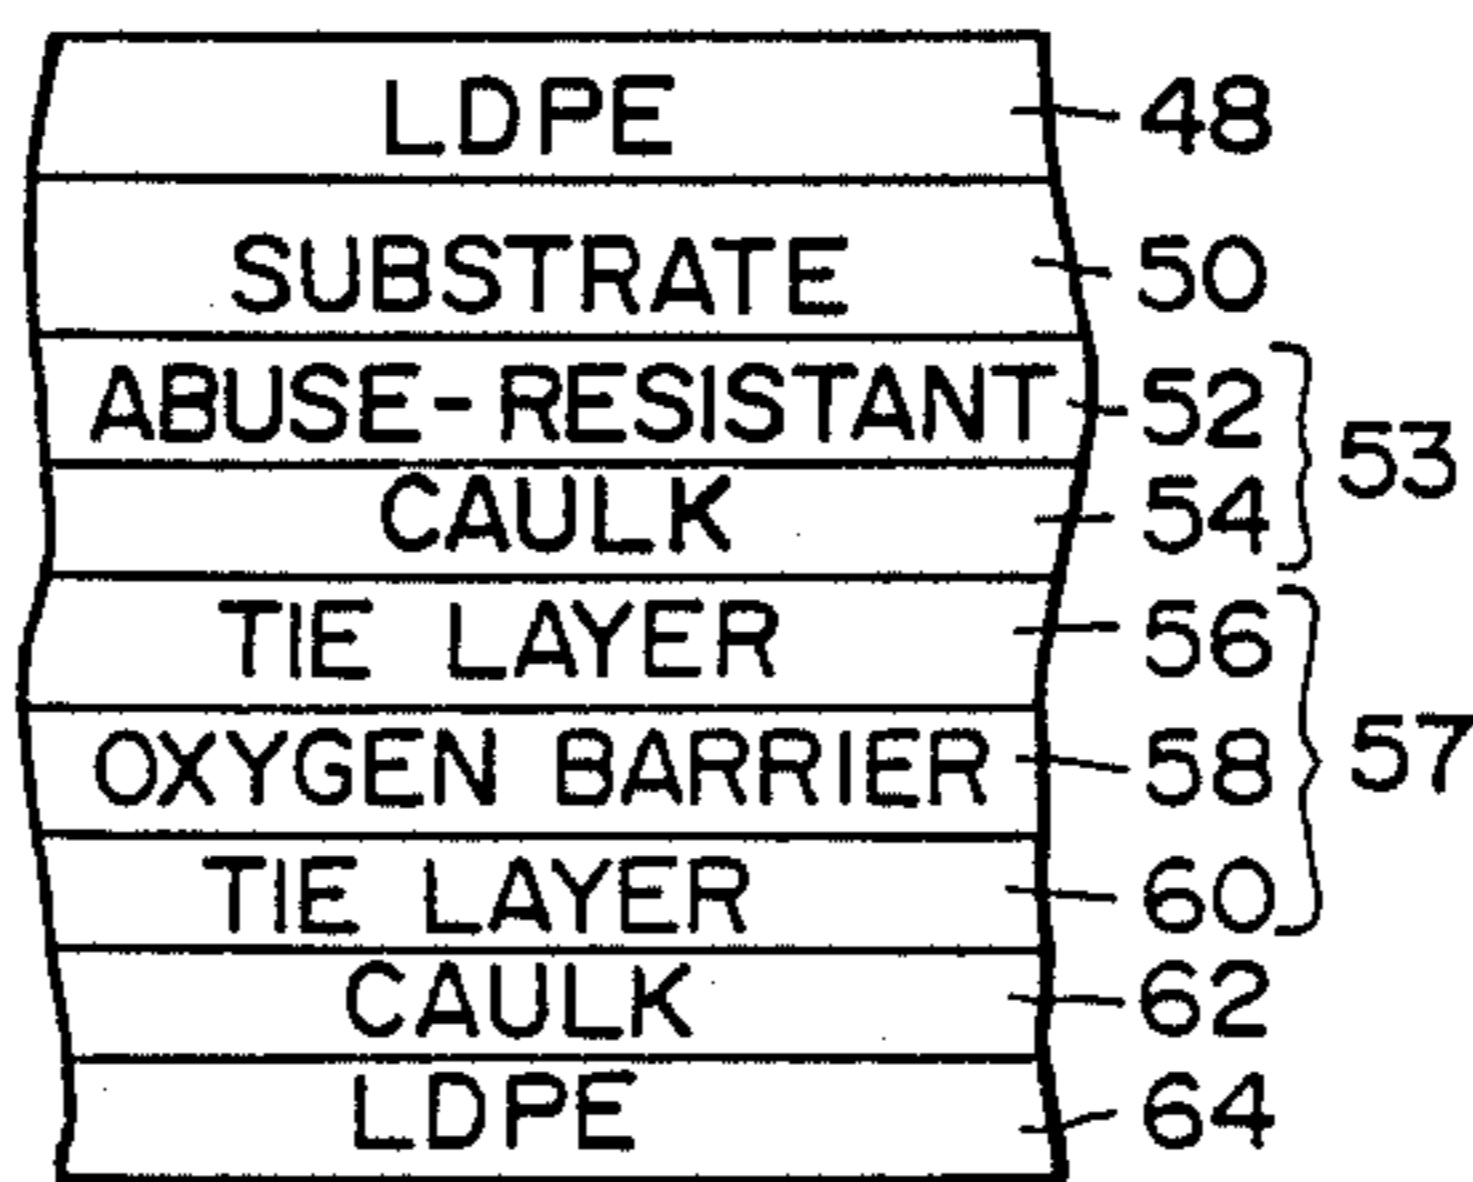 LDPE 48
SUBSTRATE 50
ABUSE-RESISTANT 52
53
CAULK 54
TIE LAYER 56
OXYGEN BARRIER 58
57
TIE LAYER 60
CAULK 62
LDPE 64